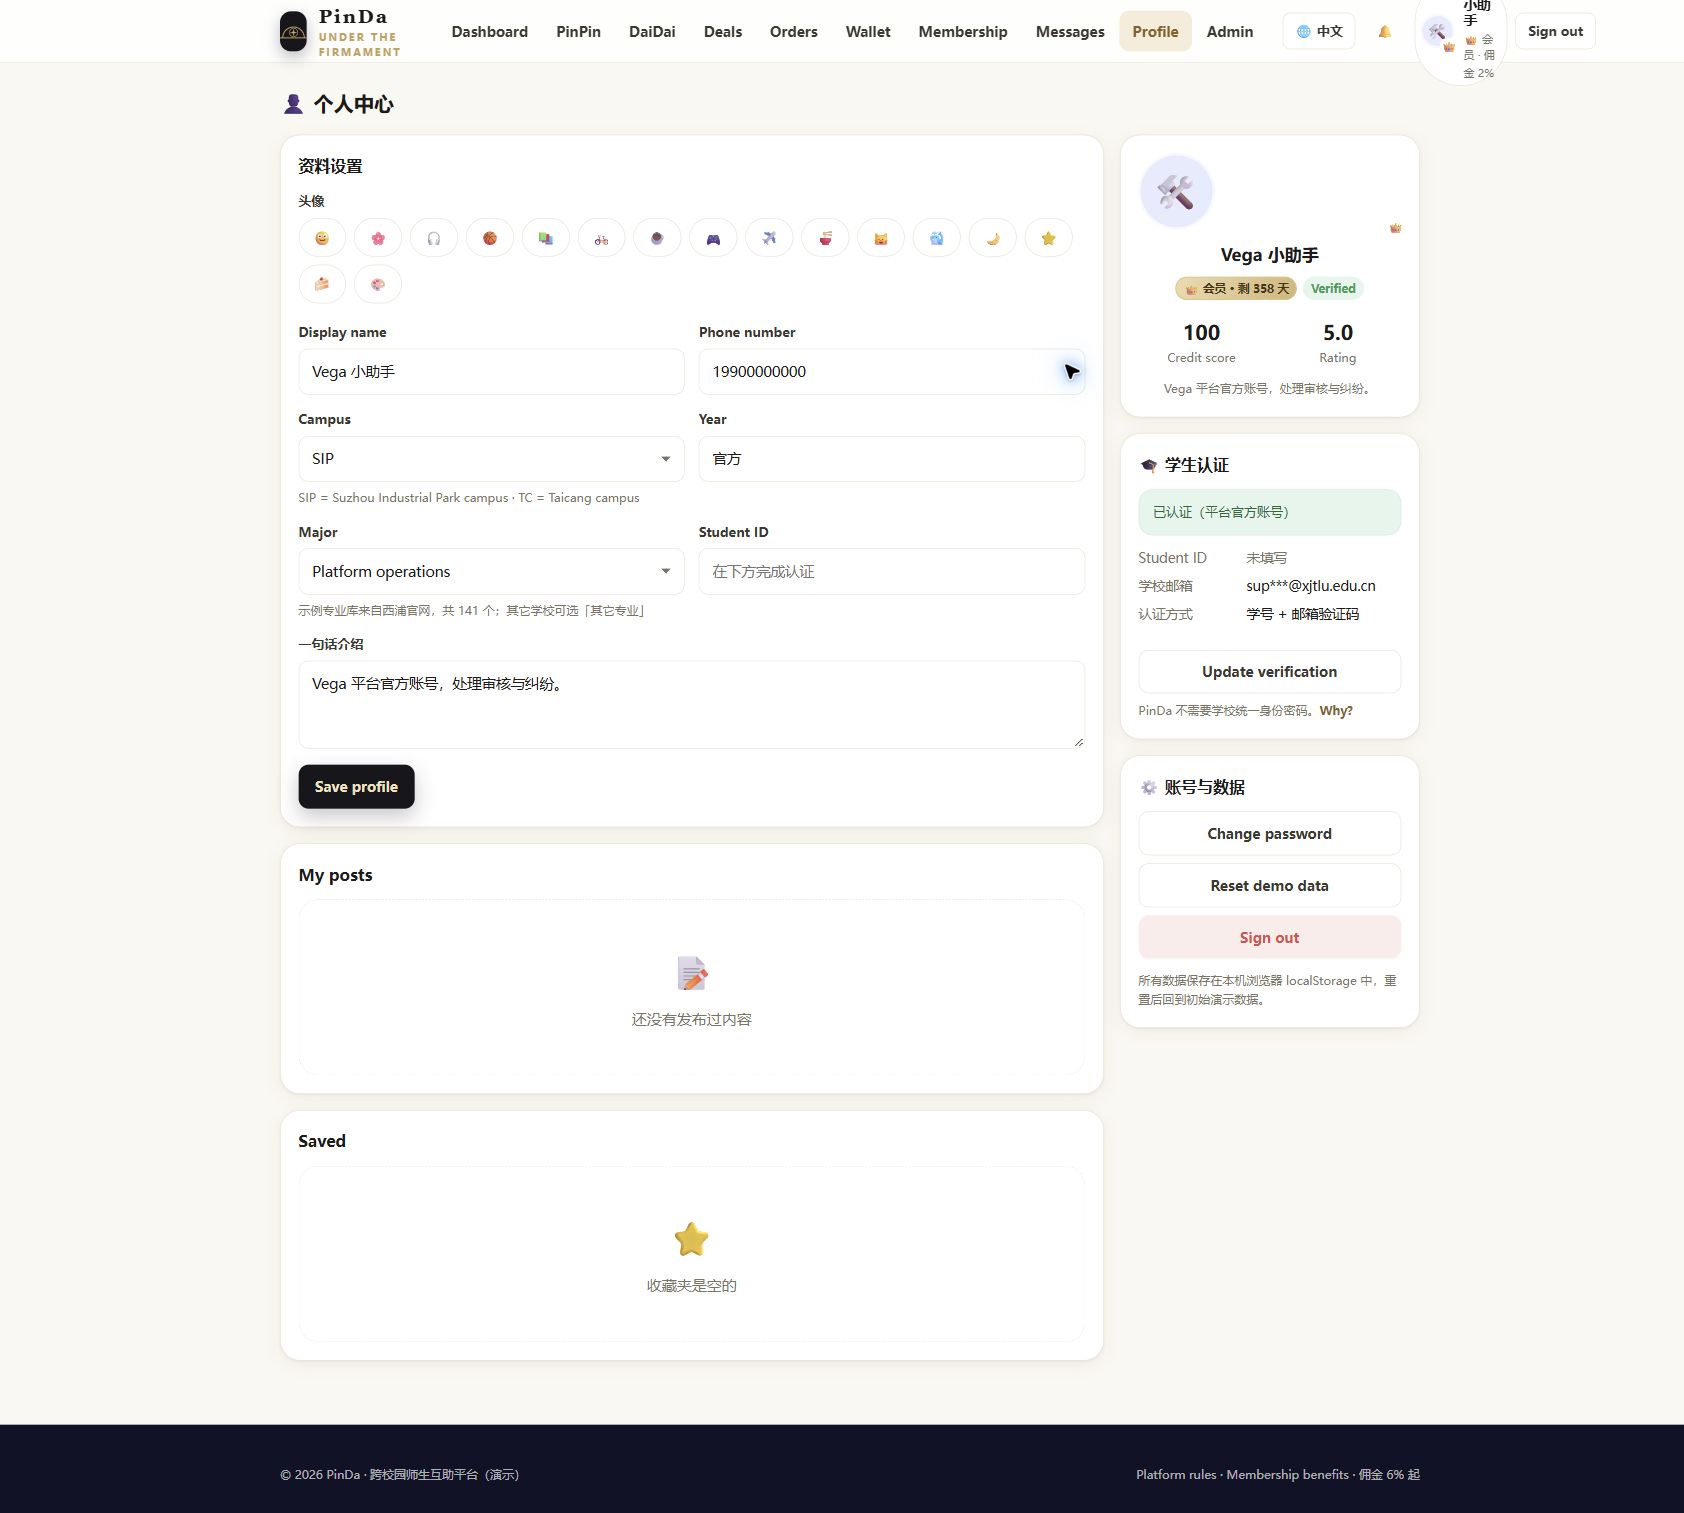 PinDa
UNDER THE
FIRMAMENT
Dashboard
PinPin
DaiDai
Deals
Orders
Wallet
Membership
Messages
Profile
Admin
中文
小助
手
会
员 · 佣
金 2%
Sign out
个人中心
资料设置
头像
Display name
Phone number
Vega 小助手
19900000000
Campus
Year
SIP
官方
SIP = Suzhou Industrial Park campus · TC = Taicang campus
Major
Student ID
Platform operations
在下方完成认证
示例专业库来自西浦官网，共 141 个；其它学校可选「其它专业」
一句话介绍
Vega 平台官方账号，处理审核与纠纷。
Save profile
My posts
还没有发布过内容
Saved
收藏夹是空的
Vega 小助手
会员 • 剩 358 天
Verified
100
5.0
Credit score
Rating
Vega 平台官方账号，处理审核与纠纷。
学生认证
已认证（平台官方账号）
Student ID 未填写
学校邮箱 sup***@xjtlu.edu.cn
认证方式 学号 + 邮箱验证码
Update verification
PinDa 不需要学校统一身份密码。Why?
账号与数据
Change password
Reset demo data
Sign out
所有数据保存在本机浏览器 localStorage 中，重
置后回到初始演示数据。
© 2026 PinDa · 跨校园师生互助平台（演示）
Platform rules · Membership benefits · 佣金 6% 起